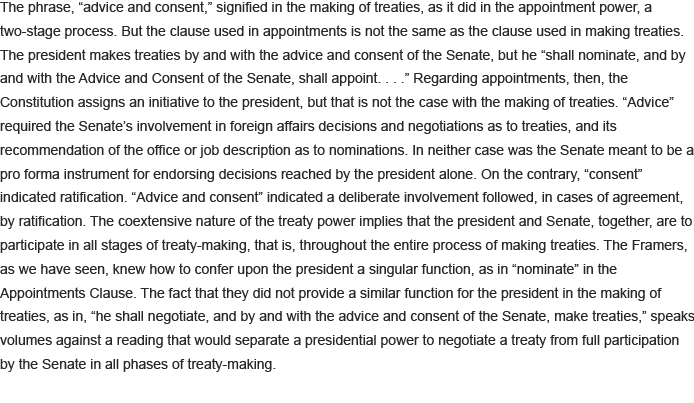 The phrase, “advice and consent,” signified in the making of treaties, as it did in the appointment power, a
two-stage process. But the clause used in appointments is not the same as the clause used in making treaties.
The president makes treaties by and with the advice and consent of the Senate, but he “shall nominate, and by
and with the Advice and Consent of the Senate, shall appoint. . . .” Regarding appointments, then, the
Constitution assigns an initiative to the president, but that is not the case with the making of treaties. “Advice”
required the Senate’s involvement in foreign affairs decisions and negotiations as to treaties, and its
recommendation of the office or job description as to nominations. In neither case was the Senate meant to be a
pro forma instrument for endorsing decisions reached by the president alone. On the contrary, “consent”
indicated ratification. “Advice and consent” indicated a deliberate involvement followed, in cases of agreement,
by ratification. The coextensive nature of the treaty power implies that the president and Senate, together, are to
participate in all stages of treaty-making, that is, throughout the entire process of making treaties. The Framers,
as we have seen, knew how to confer upon the president a singular function, as in “nominate” in the
Appointments Clause. The fact that they did not provide a similar function for the president in the making of
treaties, as in, “he shall negotiate, and by and with the advice and consent of the Senate, make treaties,” speaks
volumes against a reading that would separate a presidential power to negotiate a treaty from full participation
by the Senate in all phases of treaty-making.